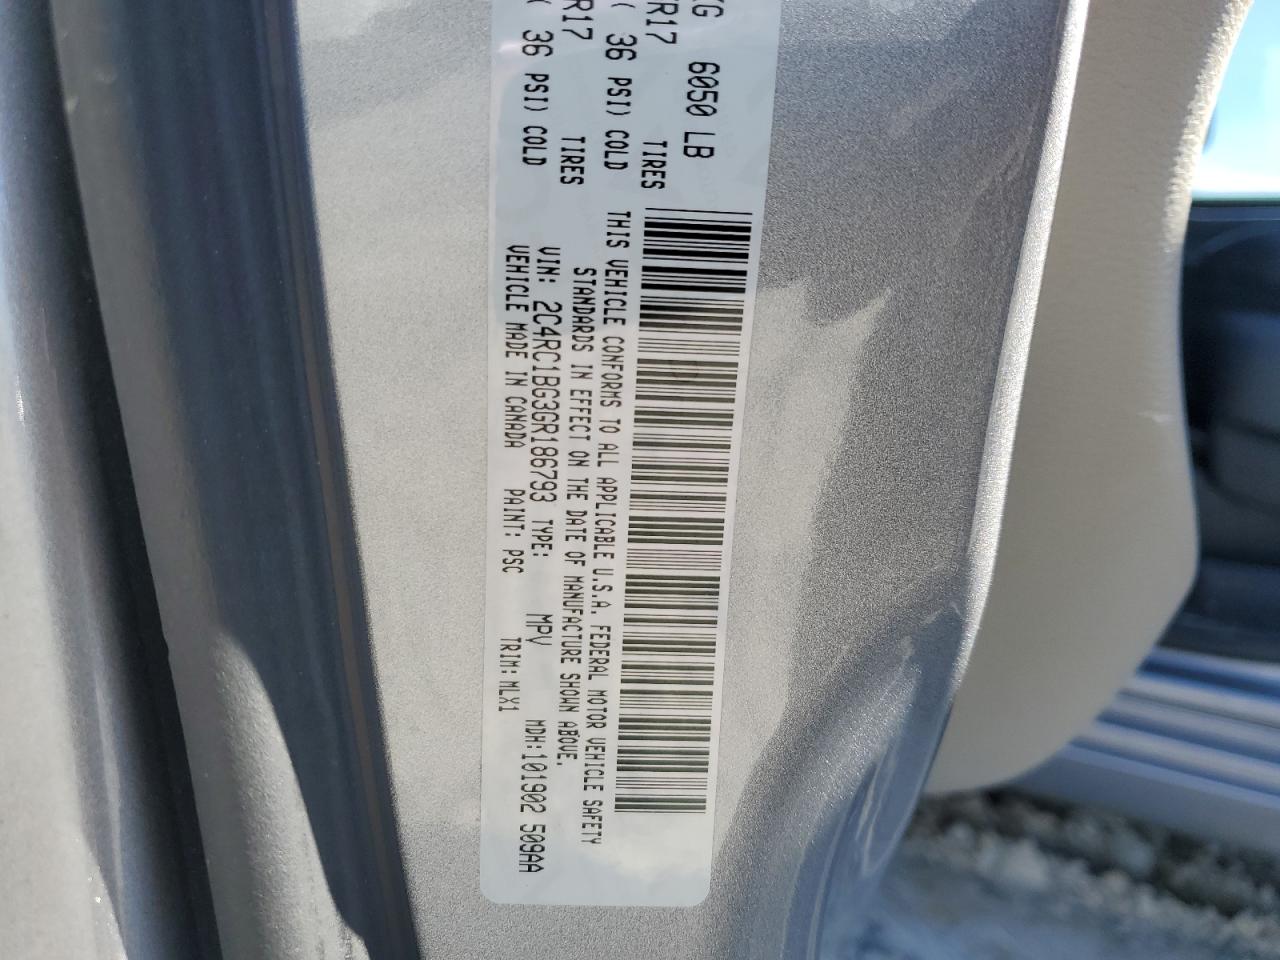 KG 6050 LB
R17 TIRES
( 36 PSI) COLD
R17 TIRES
( 36 PSI) COLD
THIS VEHICLE CONFORMS TO ALL APPLICABLE U.S.A. FEDERAL MOTOR VEHICLE SAFETY
STANDARDS IN EFFECT ON THE DATE OF MANUFACTURE SHOWN ABOVE.
VIN: 2C4RC1BG3GR186793 TYPE: MPV MDH:101902 509AA
VEHICLE MADE IN CANADA PAINT: PSC TRIM:MLX1